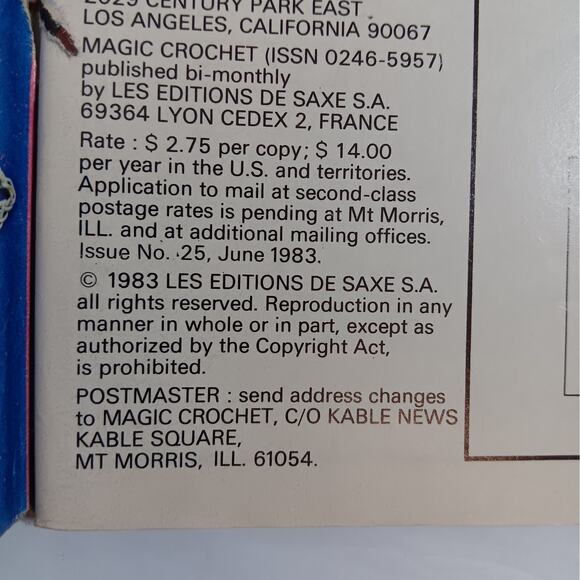 2029 CENTURY PARK EAST
LOS ANGELES, CALIFORNIA 90067
MAGIC CROCHET (ISSN 0246-5957)
published bi-monthly
by LES EDITIONS DE SAXE S.A.
69364 LYON CEDEX 2, FRANCE
Rate : $ 2.75 per copy; $ 14.00
per year in the U.S. and territories.
Application to mail at second-class
postage rates is pending at Mt Morris,
ILL. and at additional mailing offices.
Issue No. 25, June 1983.
© 1983 LES EDITIONS DE SAXE S.A.
all rights reserved. Reproduction in any
manner in whole or in part, except as
authorized by the Copyright Act,
is prohibited.
POSTMASTER : send address changes
to MAGIC CROCHET, C/O KABLE NEWS
KABLE SQUARE,
MT MORRIS, ILL. 61054.